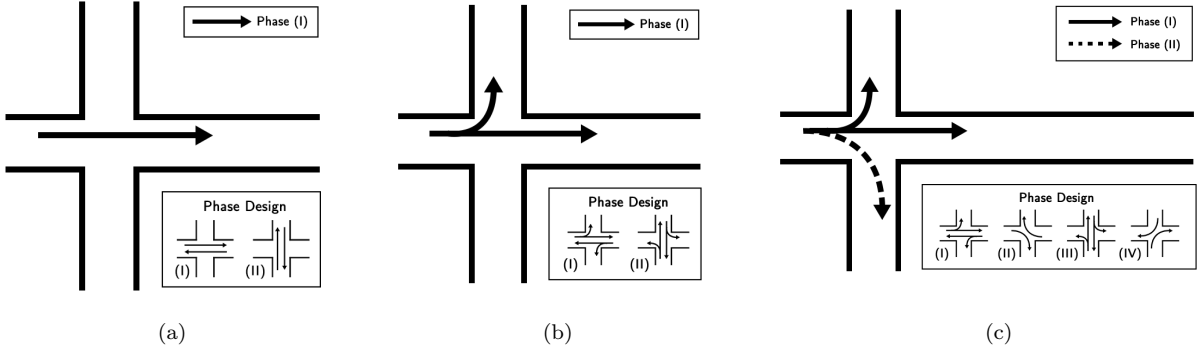 Phase (I)
Phase Design
(I)
(II)
(a)
Phase (I)
Phase Design
(I)
(II)
(b)
Phase (I)
Phase (II)
Phase Design
(I)
(II)
(III)
(IV)
(c)